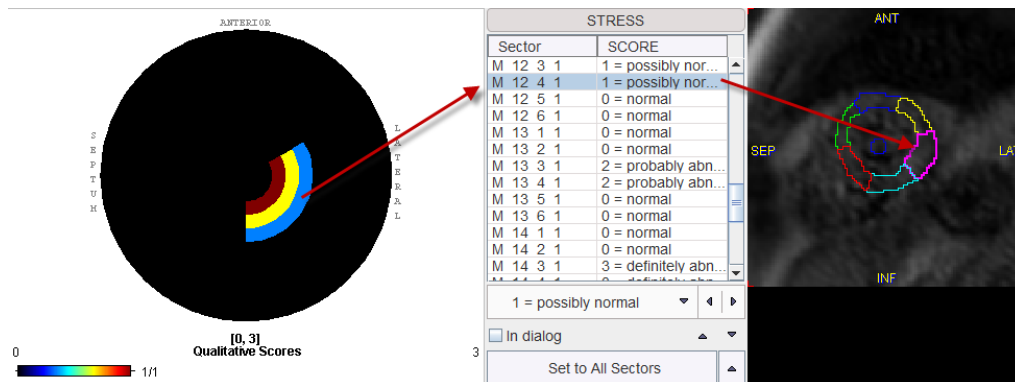 ANTERIOR
SEPTUM
LATERAL
[0, 3]
Qualitative Scores
0
3
1/1
STRESS
Sector SCORE
M 12 3 1 1 = possibly nor...
M 12 4 1 1 = possibly nor...
M 12 5 1 0 = normal
M 12 6 1 0 = normal
M 13 1 1 0 = normal
M 13 2 1 0 = normal
M 13 3 1 2 = probably abn...
M 13 4 1 2 = probably abn...
M 13 5 1 0 = normal
M 13 6 1 0 = normal
M 14 1 1 0 = normal
M 14 2 1 0 = normal
M 14 3 1 3 = definitely abn...
1 = possibly normal
In dialog
Set to All Sectors
ANT
SEP
LAT
INF